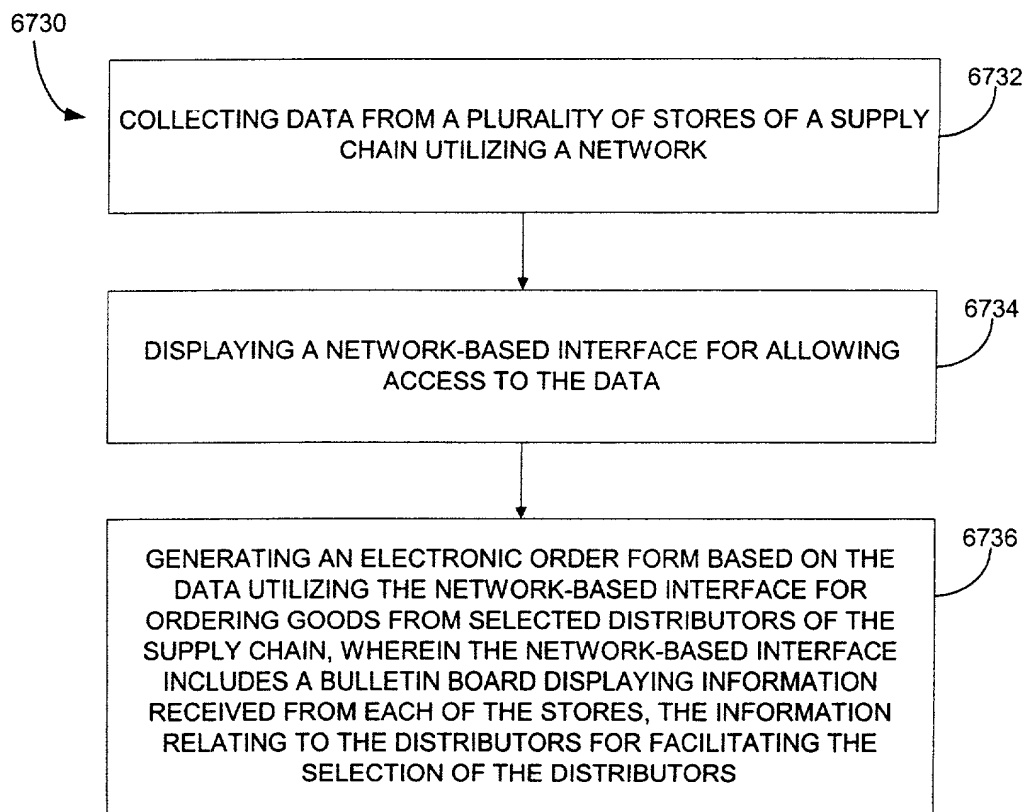 6730
6732
COLLECTING DATA FROM A PLURALITY OF STORES OF A SUPPLY
CHAIN UTILIZING A NETWORK
6734
DISPLAYING A NETWORK-BASED INTERFACE FOR ALLOWING
ACCESS TO THE DATA
6736
GENERATING AN ELECTRONIC ORDER FORM BASED ON THE
DATA UTILIZING THE NETWORK-BASED INTERFACE FOR
ORDERING GOODS FROM SELECTED DISTRIBUTORS OF THE
SUPPLY CHAIN, WHEREIN THE NETWORK-BASED INTERFACE
INCLUDES A BULLETIN BOARD DISPLAYING INFORMATION
RECEIVED FROM EACH OF THE STORES, THE INFORMATION
RELATING TO THE DISTRIBUTORS FOR FACILITATING THE
SELECTION OF THE DISTRIBUTORS